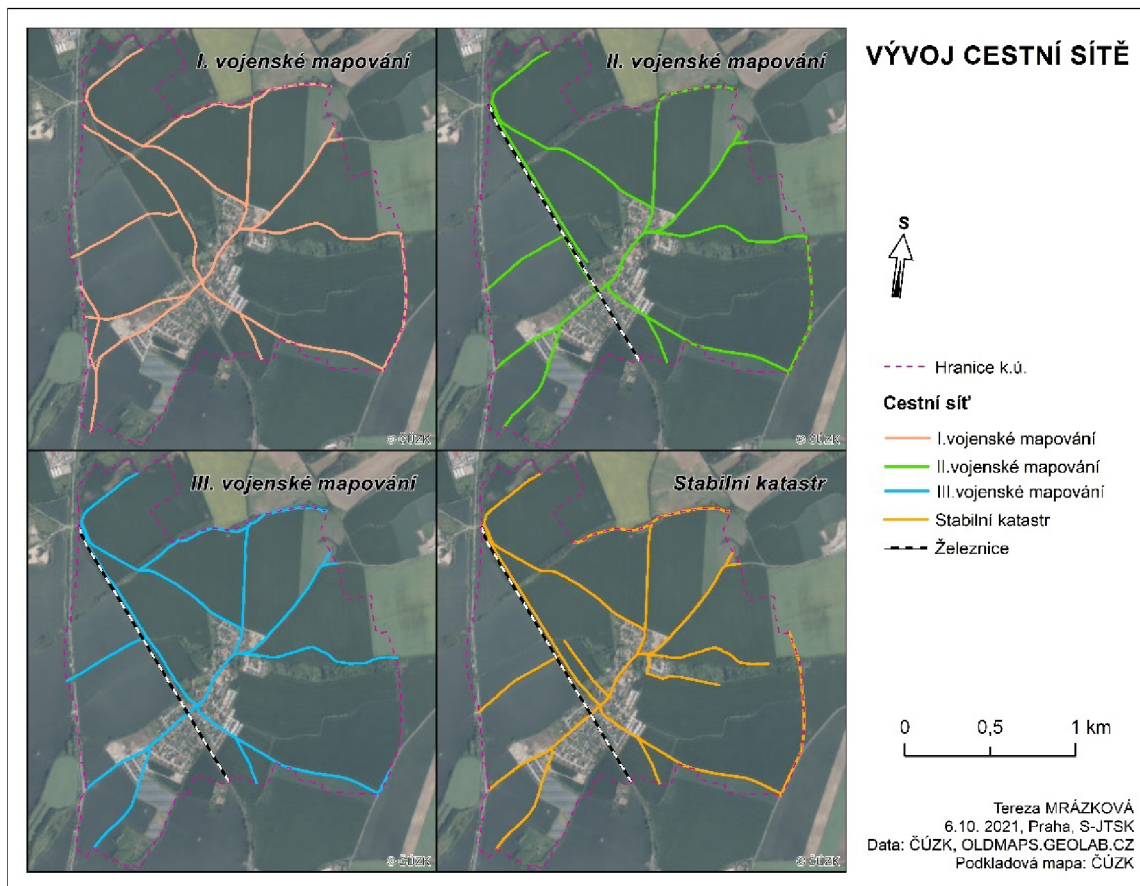 I. vojenské mapování
II. vojenské mapování
© ČÚZK
© ČÚZK
III. vojenské mapování
Stabilní katastr
© ČÚZK
© ČÚZK
VÝVOJ CESTNÍ SÍTĚ
S
Hranice k.ú.
Cestní síť
I.vojenské mapování
II.vojenské mapování
III.vojenské mapování
Stabilní katastr
Železnice
0 0,5 1 km
Tereza MRÁZKOVÁ
6.10. 2021, Praha, S-JTSK
Data: ČÚZK, OLDMAPS.GEOLAB.CZ
Podkladová mapa: ČÚZK